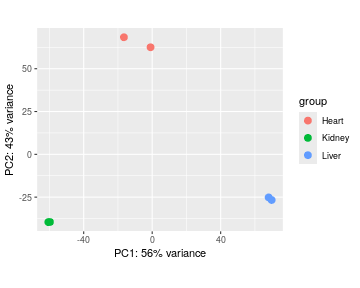 PC2: 43% variance
50
25
0
-25
-40
0
40
PC1: 56% variance
group
Heart
Kidney
Liver